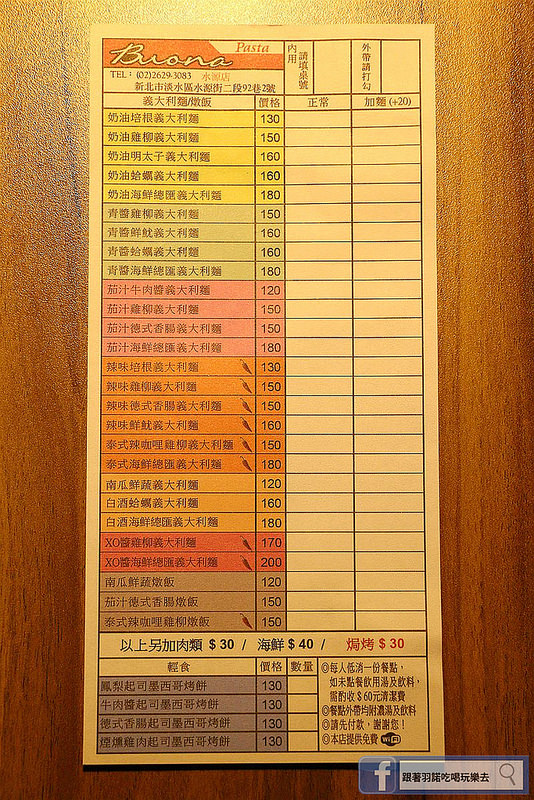 Buona Pasta
TEL：(02)2629-3083 水源店
新北市淡水區水源街二段92巷2號
內用 請填桌號
外帶請打勾
義大利麵/燉飯 價格 正常 加麵 (+20)
奶油培根義大利麵 130
奶油雞柳義大利麵 150
奶油明太子義大利麵 160
奶油蛤蠣義大利麵 160
奶油海鮮總匯義大利麵 180
青醬雞柳義大利麵 150
青醬鮮魷義大利麵 160
青醬蛤蠣義大利麵 160
青醬海鮮總匯義大利麵 180
茄汁牛肉醬義大利麵 120
茄汁雞柳義大利麵 150
茄汁德式香腸義大利麵 150
茄汁海鮮總匯義大利麵 180
辣味培根義大利麵 130
辣味雞柳義大利麵 150
辣味德式香腸義大利麵 150
辣味鮮魷義大利麵 160
泰式辣咖哩雞柳義大利麵 150
泰式海鮮總匯義大利麵 180
南瓜鮮蔬義大利麵 120
白酒蛤蠣義大利麵 160
白酒海鮮總匯義大利麵 180
XO醬雞柳義大利麵 170
XO醬海鮮總匯義大利麵 200
南瓜鮮蔬燉飯 120
茄汁德式香腸燉飯 150
泰式辣咖哩雞柳燉飯 150
以上另加肉類 $30 / 海鮮 $40 / 焗烤 $30
輕食 價格 數量
鳳梨起司墨西哥烤餅 130
牛肉醬起司墨西哥烤餅 130
德式香腸起司墨西哥烤餅 130
煙燻雞肉起司墨西哥烤餅 130
◎每人低消一份餐點，
如未點餐飲用湯及飲料，
需酌收＄60元清潔費
◎餐點外帶均附濃湯及飲料
◎請先付款，謝謝您！
◎本店提供免費 WiFi
f 跟著羽諾吃喝玩樂去